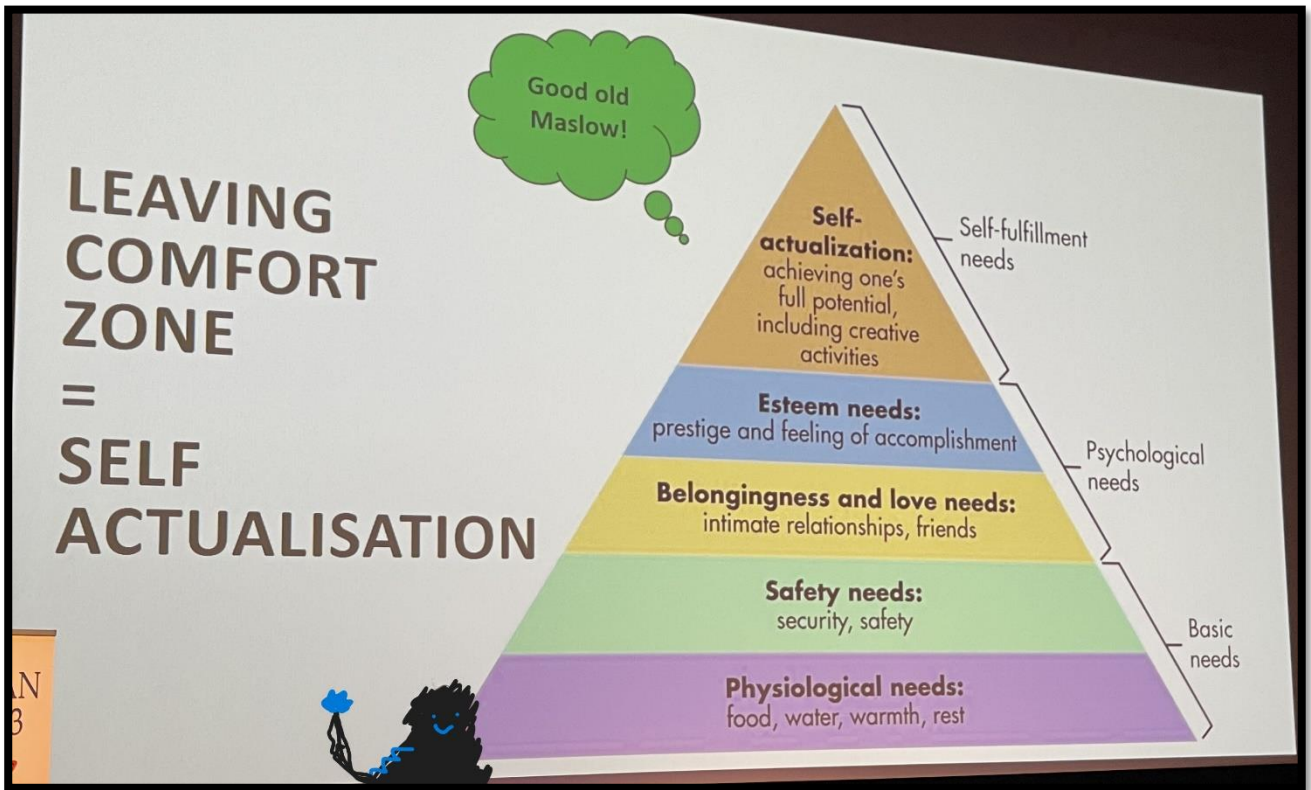 Good old
Maslow!
LEAVING
COMFORT
ZONE
=
SELF
ACTUALISATION
Self-
actualization:
achieving one's
full potential,
including creative
activities
Esteem needs:
prestige and feeling of accomplishment
Belongingness and love needs:
intimate relationships, friends
Safety needs:
security, safety
Physiological needs:
food, water, warmth, rest
Self-fulfillment
needs
Psychological
needs
Basic
needs